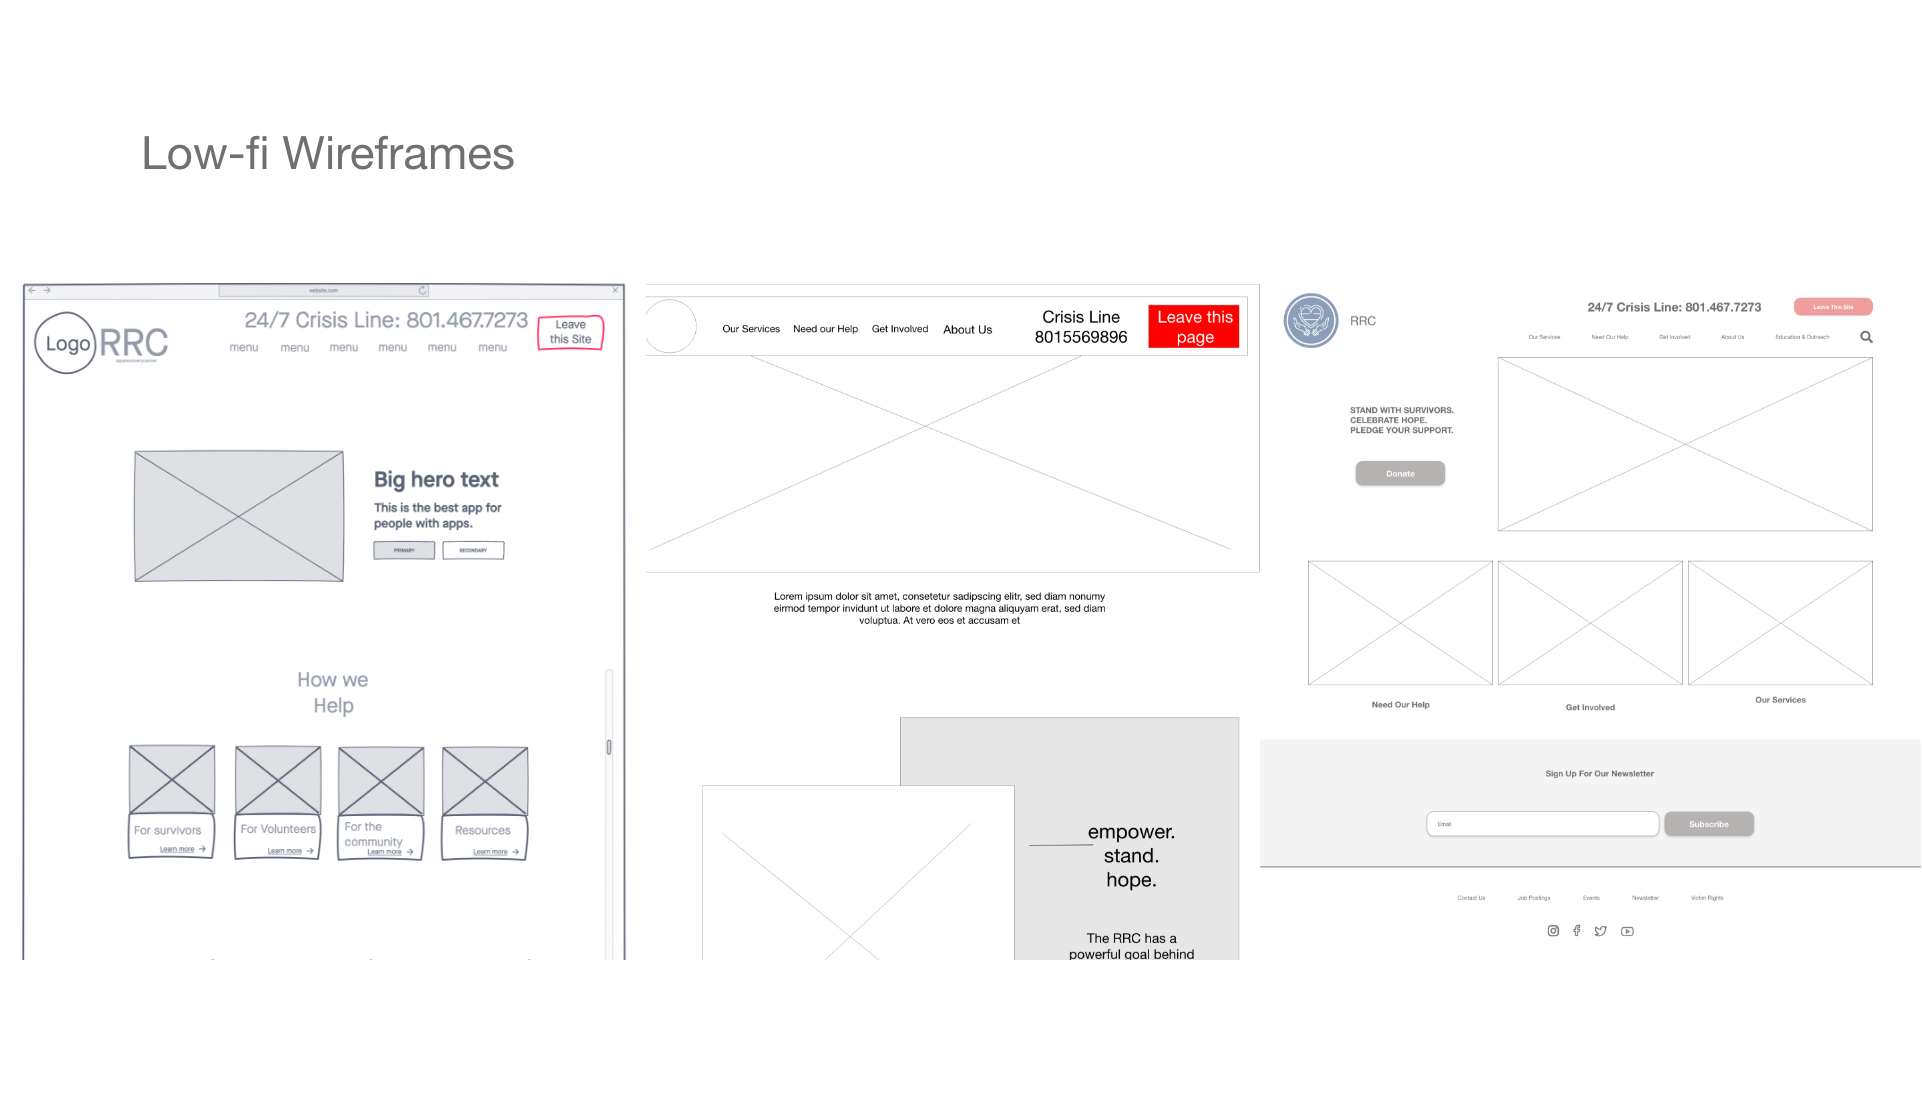 Low-fi Wireframes
website.com
Logo
RRC
raperecoverycenter
24/7 Crisis Line: 801.467.7273
Leave
this Site
menu menu menu menu menu menu
Big hero text
This is the best app for
people with apps.
PRIMARY SECONDARY
How we
Help
For survivors
Learn more
For Volunteers
Learn more
For the
community
Learn more
Resources
Learn more
Our Services Need our Help Get Involved About Us
Crisis Line
8015569896
Leave this
page
Lorem ipsum dolor sit amet, consetetur sadipscing elitr, sed diam nonumy
eirmod tempor invidunt ut labore et dolore magna aliquyam erat, sed diam
voluptua. At vero eos et accusam et
empower.
stand.
hope.
The RRC has a
powerful goal behind
RRC
24/7 Crisis Line: 801.467.7273
Leave This Site
Our Services Need Our Help Get Involved About Us Education & Outreach
STAND WITH SURVIVORS.
CELEBRATE HOPE.
PLEDGE YOUR SUPPORT.
Donate
Need Our Help
Get Involved
Our Services
Sign Up For Our Newsletter
Email
Subscribe
Contact Us Job Postings Events Newsletter Victim Rights